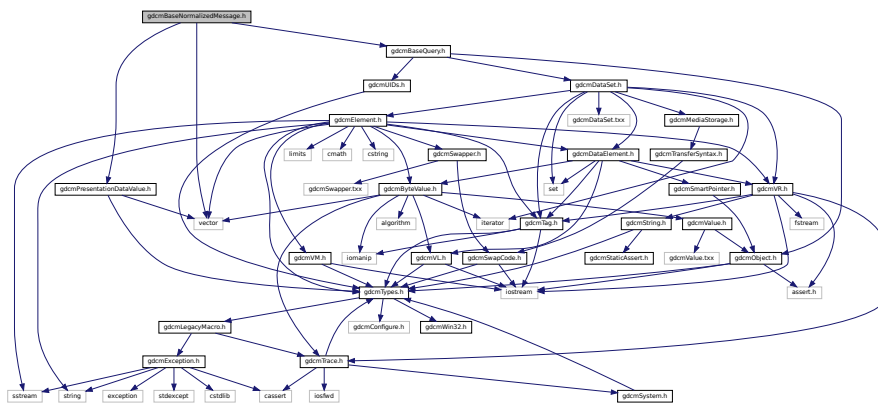 gdcmBaseNormalizedMessage.h
gdcmBaseQuery.h
gdcmUIDs.h
gdcmDataSet.h
gdcmElement.h
gdcmDataSet.txx
gdcmMediaStorage.h
limits
cmath
cstring
gdcmSwapper.h
gdcmDataElement.h
gdcmTransferSyntax.h
gdcmPresentationDataValue.h
gdcmSwapper.txx
gdcmByteValue.h
set
gdcmSmartPointer.h
gdcmVR.h
vector
algorithm
iterator
gdcmTag.h
gdcmString.h
gdcmValue.h
fstream
gdcmVM.h
iomanip
gdcmVL.h
gdcmSwapCode.h
gdcmStaticAssert.h
gdcmValue.txx
gdcmObject.h
gdcmTypes.h
iostream
assert.h
gdcmLegacyMacro.h
gdcmConfigure.h
gdcmWin32.h
gdcmException.h
gdcmTrace.h
sstream
string
exception
stdexcept
cstdlib
cassert
iosfwd
gdcmSystem.h